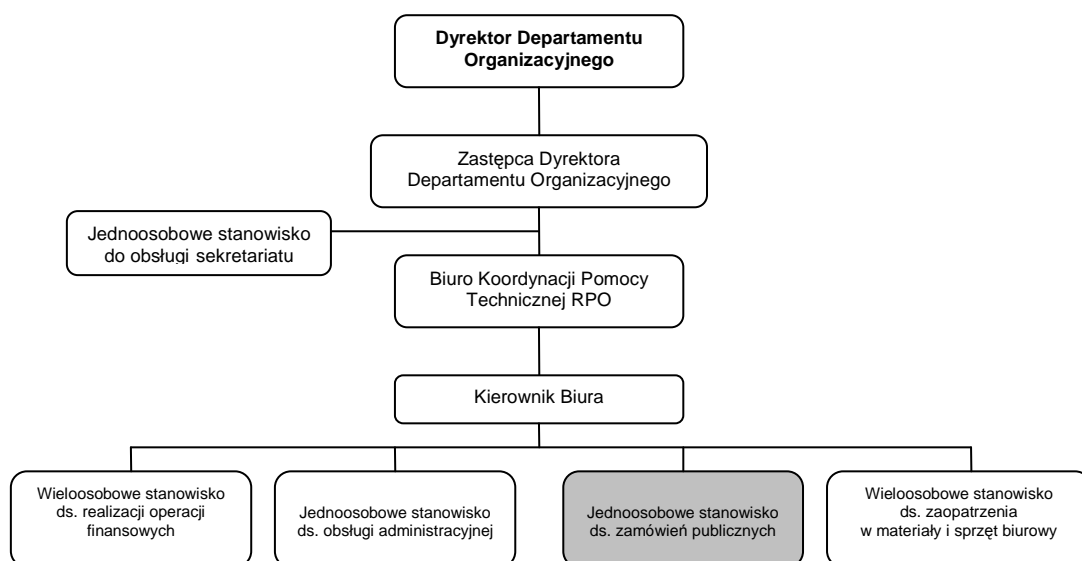 Dyrektor Departamentu
Organizacyjnego
Zastępca Dyrektora
Departamentu Organizacyjnego
Jednoosobowe stanowisko
do obsługi sekretariatu
Biuro Koordynacji Pomocy
Technicznej RPO
Kierownik Biura
Wieloosobowe stanowisko
ds. realizacji operacji
finansowych
Jednoosobowe stanowisko
ds. obsługi administracyjnej
Jednoosobowe stanowisko
ds. zamówień publicznych
Wieloosobowe stanowisko
ds. zaopatrzenia
w materiały i sprzęt biurowy